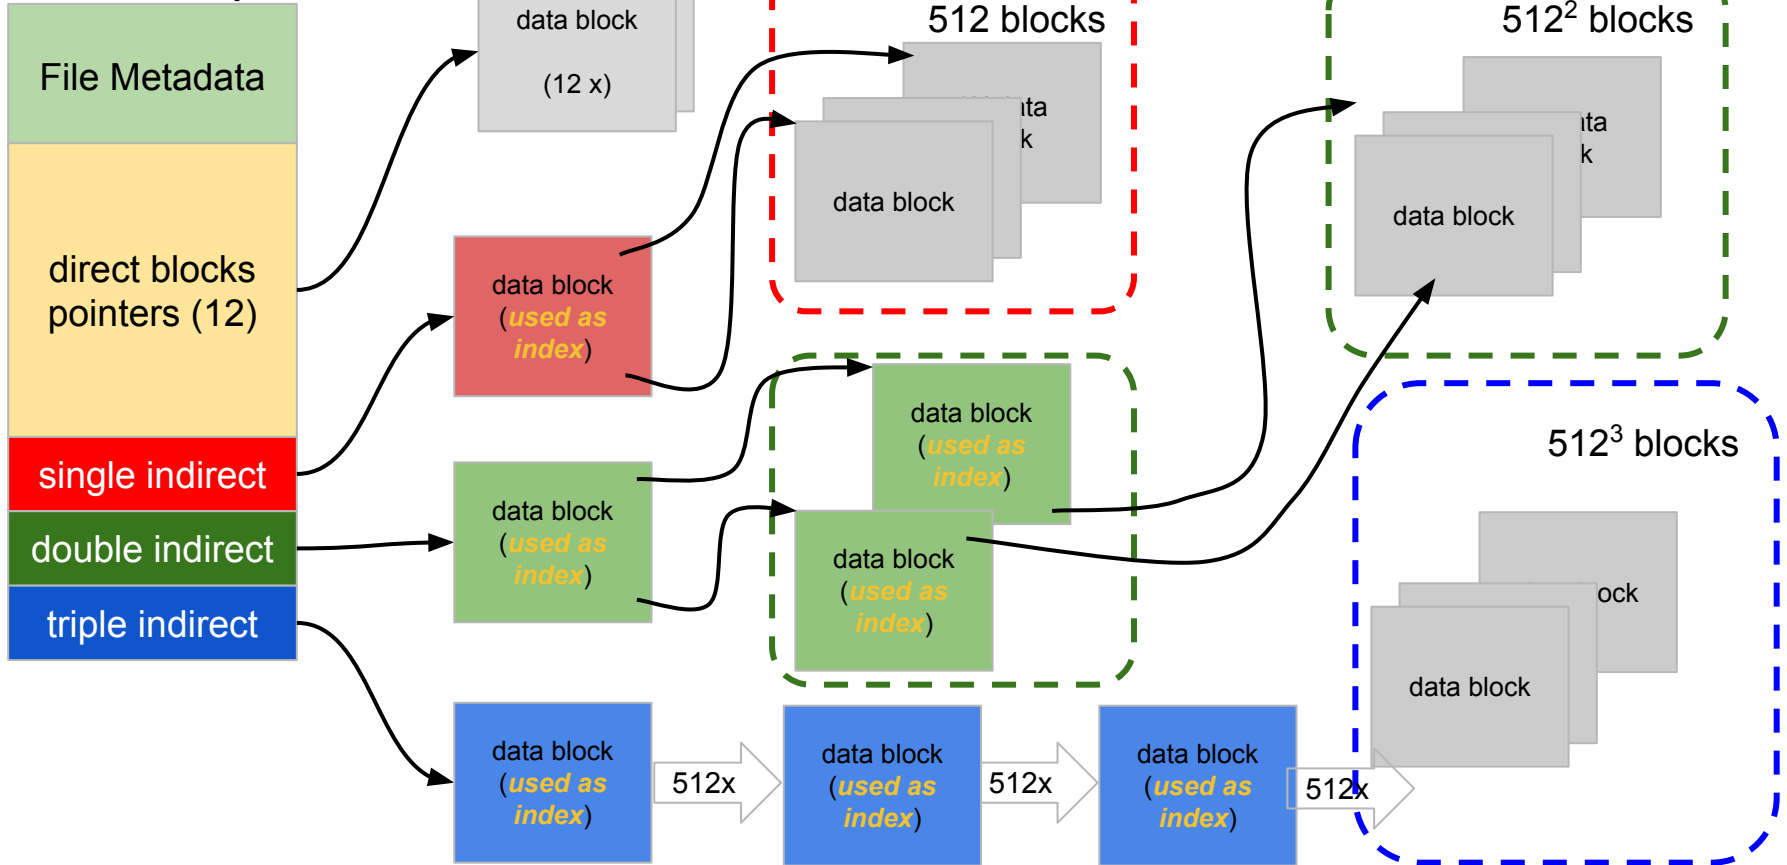 File Metadata
direct blocks
pointers (12)
single indirect
double indirect
triple indirect
data block
(12 x)
data block
(used as
index)
data block
(used as
index)
data block
(used as
index)
512 blocks
data block
data block
(used as
index)
data block
(used as
index)
512² blocks
data block
512³ blocks
data block
512x
data block
(used as
index)
512x
data block
(used as
index)
512x